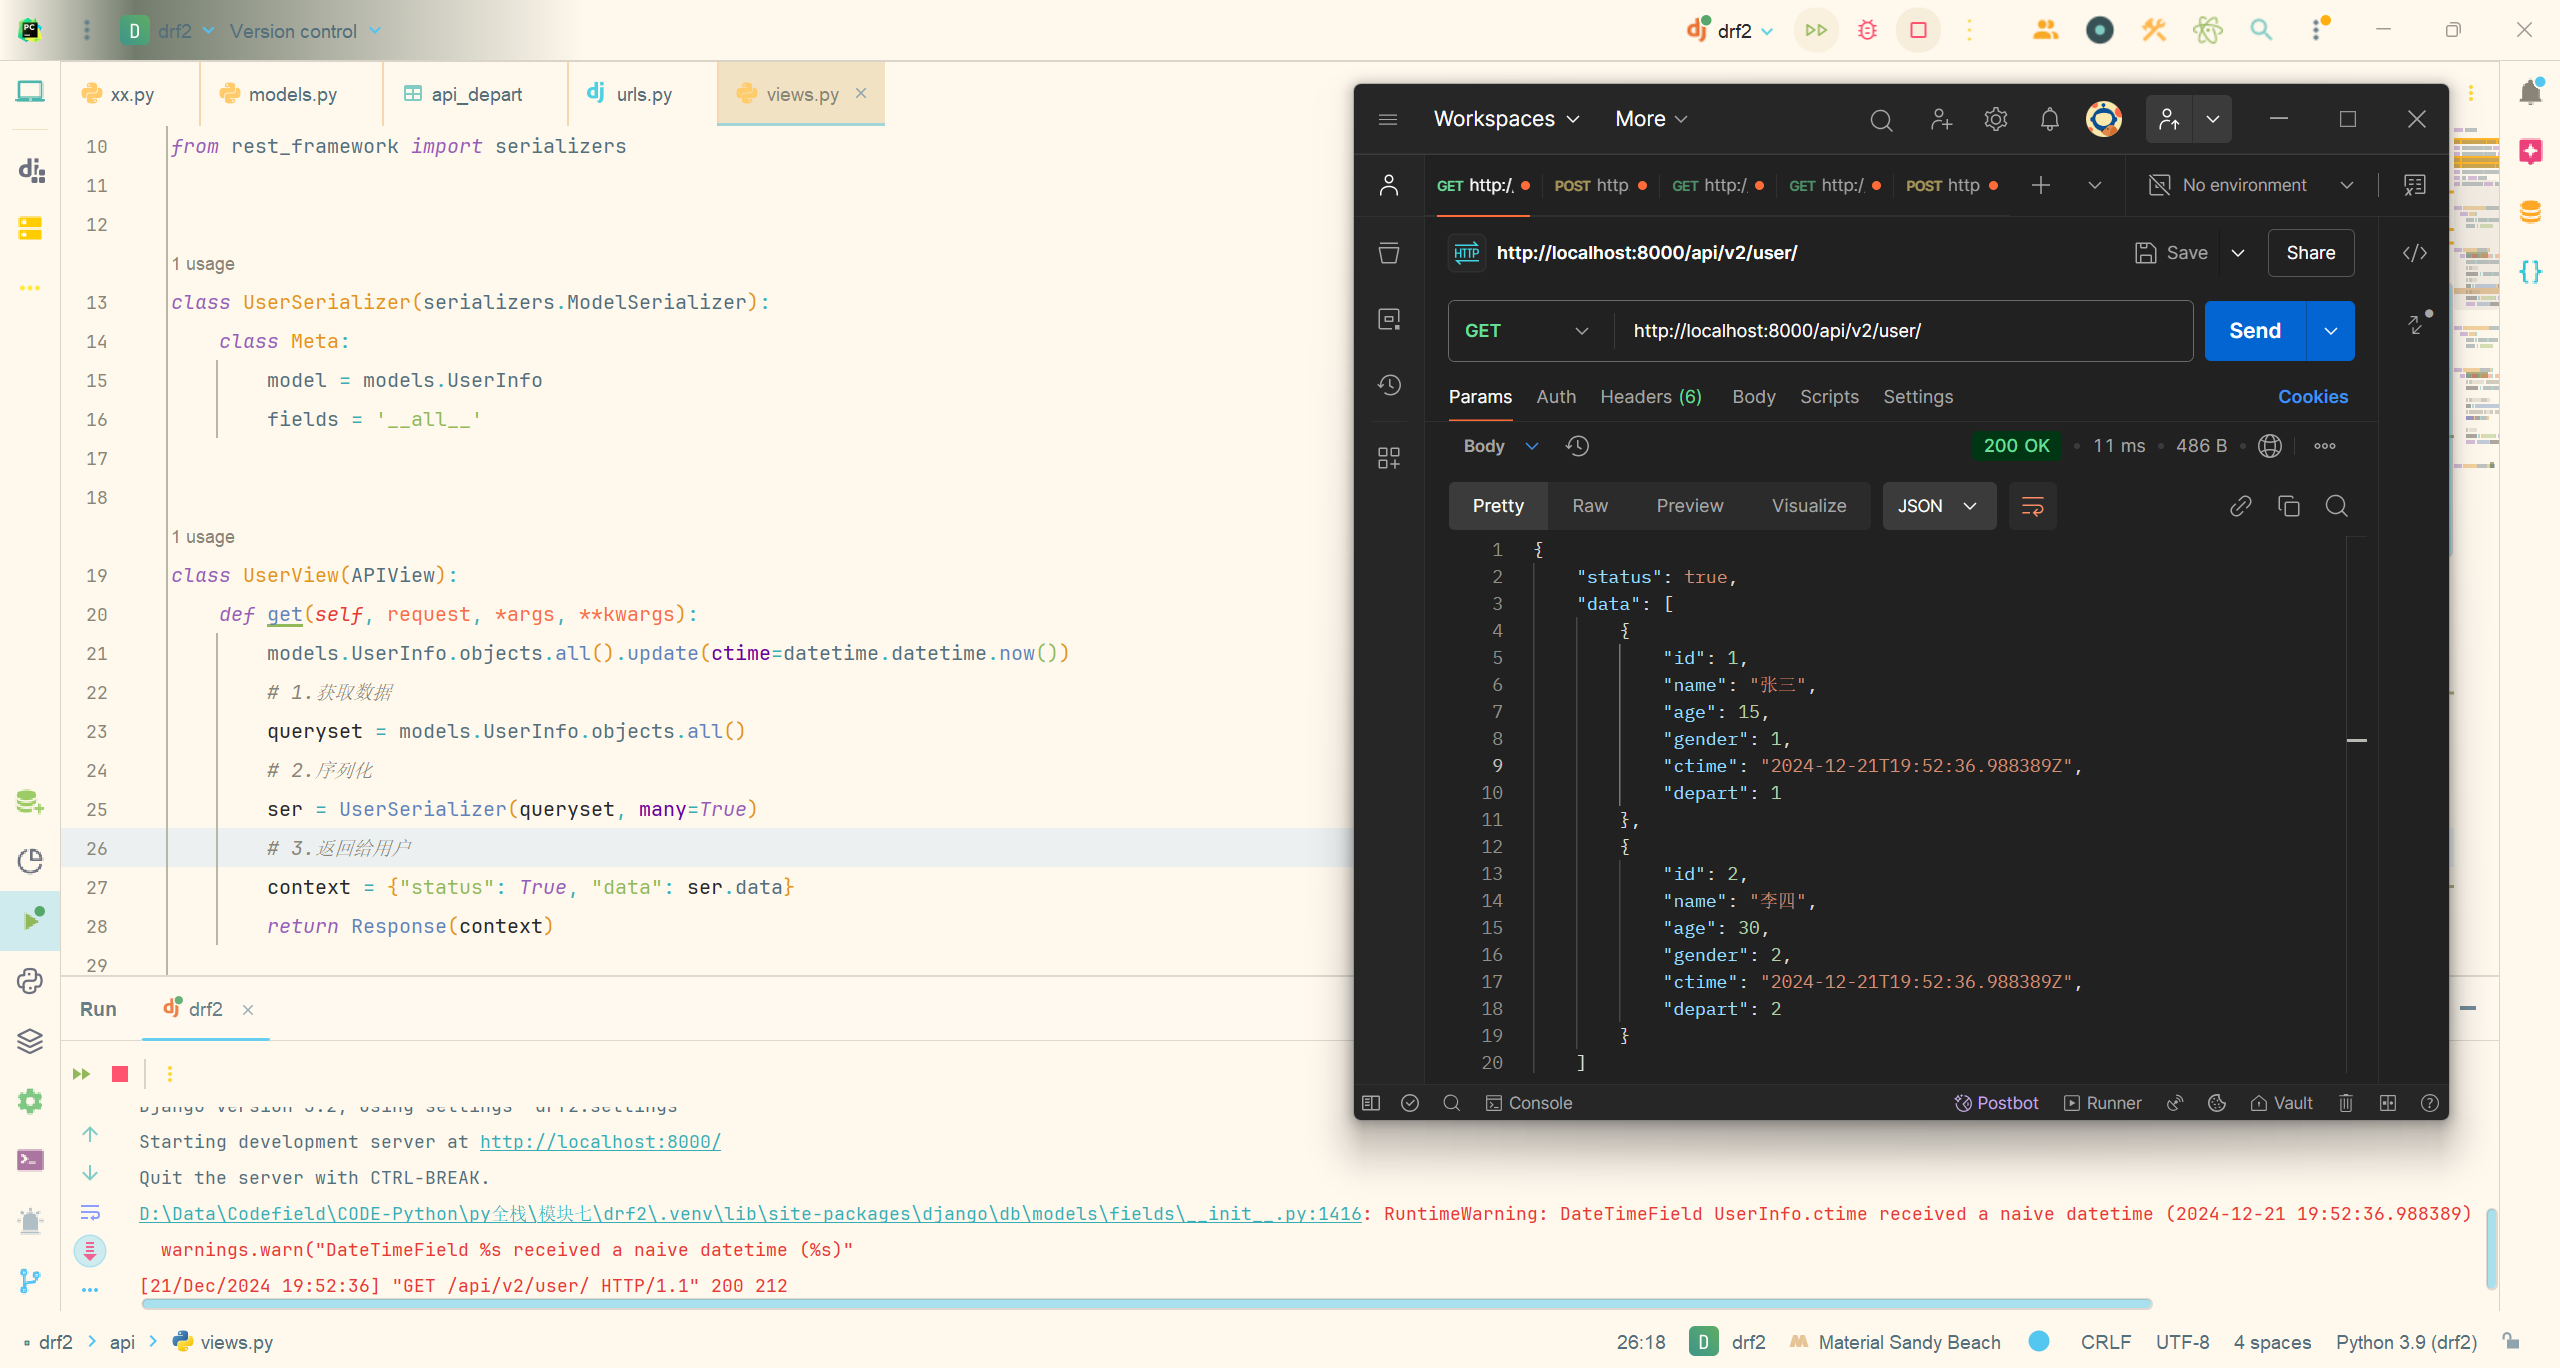 D drf2 Version control
drf2
xx.py
models.py
api_depart
urls.py
views.py
10 from rest_framework import serializers
11
12
1 usage
13 class UserSerializer(serializers.ModelSerializer):
14 class Meta:
15 model = models.UserInfo
16 fields = '__all__'
17
18
1 usage
19 class UserView(APIView):
20 def get(self, request, *args, **kwargs):
21 models.UserInfo.objects.all().update(ctime=datetime.datetime.now())
22 # 1.获取数据
23 queryset = models.UserInfo.objects.all()
24 # 2.序列化
25 ser = UserSerializer(queryset, many=True)
26 # 3.返回给用户
27 context = {"status": True, "data": ser.data}
28 return Response(context)
29
Workspaces More
GET http:/.
POST http
GET http:/.
GET http:/.
POST http
No environment
HTTP http://localhost:8000/api/v2/user/
Save
Share
GET http://localhost:8000/api/v2/user/
Send
Params Auth Headers (6) Body Scripts Settings
Cookies
Body
200 OK • 11 ms • 486 B
Pretty Raw Preview Visualize JSON
1 {
2 "status": true,
3 "data": [
4 {
5 "id": 1,
6 "name": "张三",
7 "age": 15,
8 "gender": 1,
9 "ctime": "2024-12-21T19:52:36.988389Z",
10 "depart": 1
11 },
12 {
13 "id": 2,
14 "name": "李四",
15 "age": 30,
16 "gender": 2,
17 "ctime": "2024-12-21T19:52:36.988389Z",
18 "depart": 2
19 }
20 ]
Console
Postbot Runner Vault
Run drf2
Django version 3.2, using settings 'drf2.settings'
Starting development server at http://localhost:8000/
Quit the server with CTRL-BREAK.
D:\Data\Codefield\CODE-Python\py全栈\模块七\drf2\.venv\lib\site-packages\django\db\models\fields\__init__.py:1416: RuntimeWarning: DateTimeField UserInfo.ctime received a naive datetime (2024-12-21 19:52:36.988389)
warnings.warn("DateTimeField %s received a naive datetime (%s)"
[21/Dec/2024 19:52:36] "GET /api/v2/user/ HTTP/1.1" 200 212
drf2 > api > views.py
26:18 D drf2 Material Sandy Beach CRLF UTF-8 4 spaces Python 3.9 (drf2)